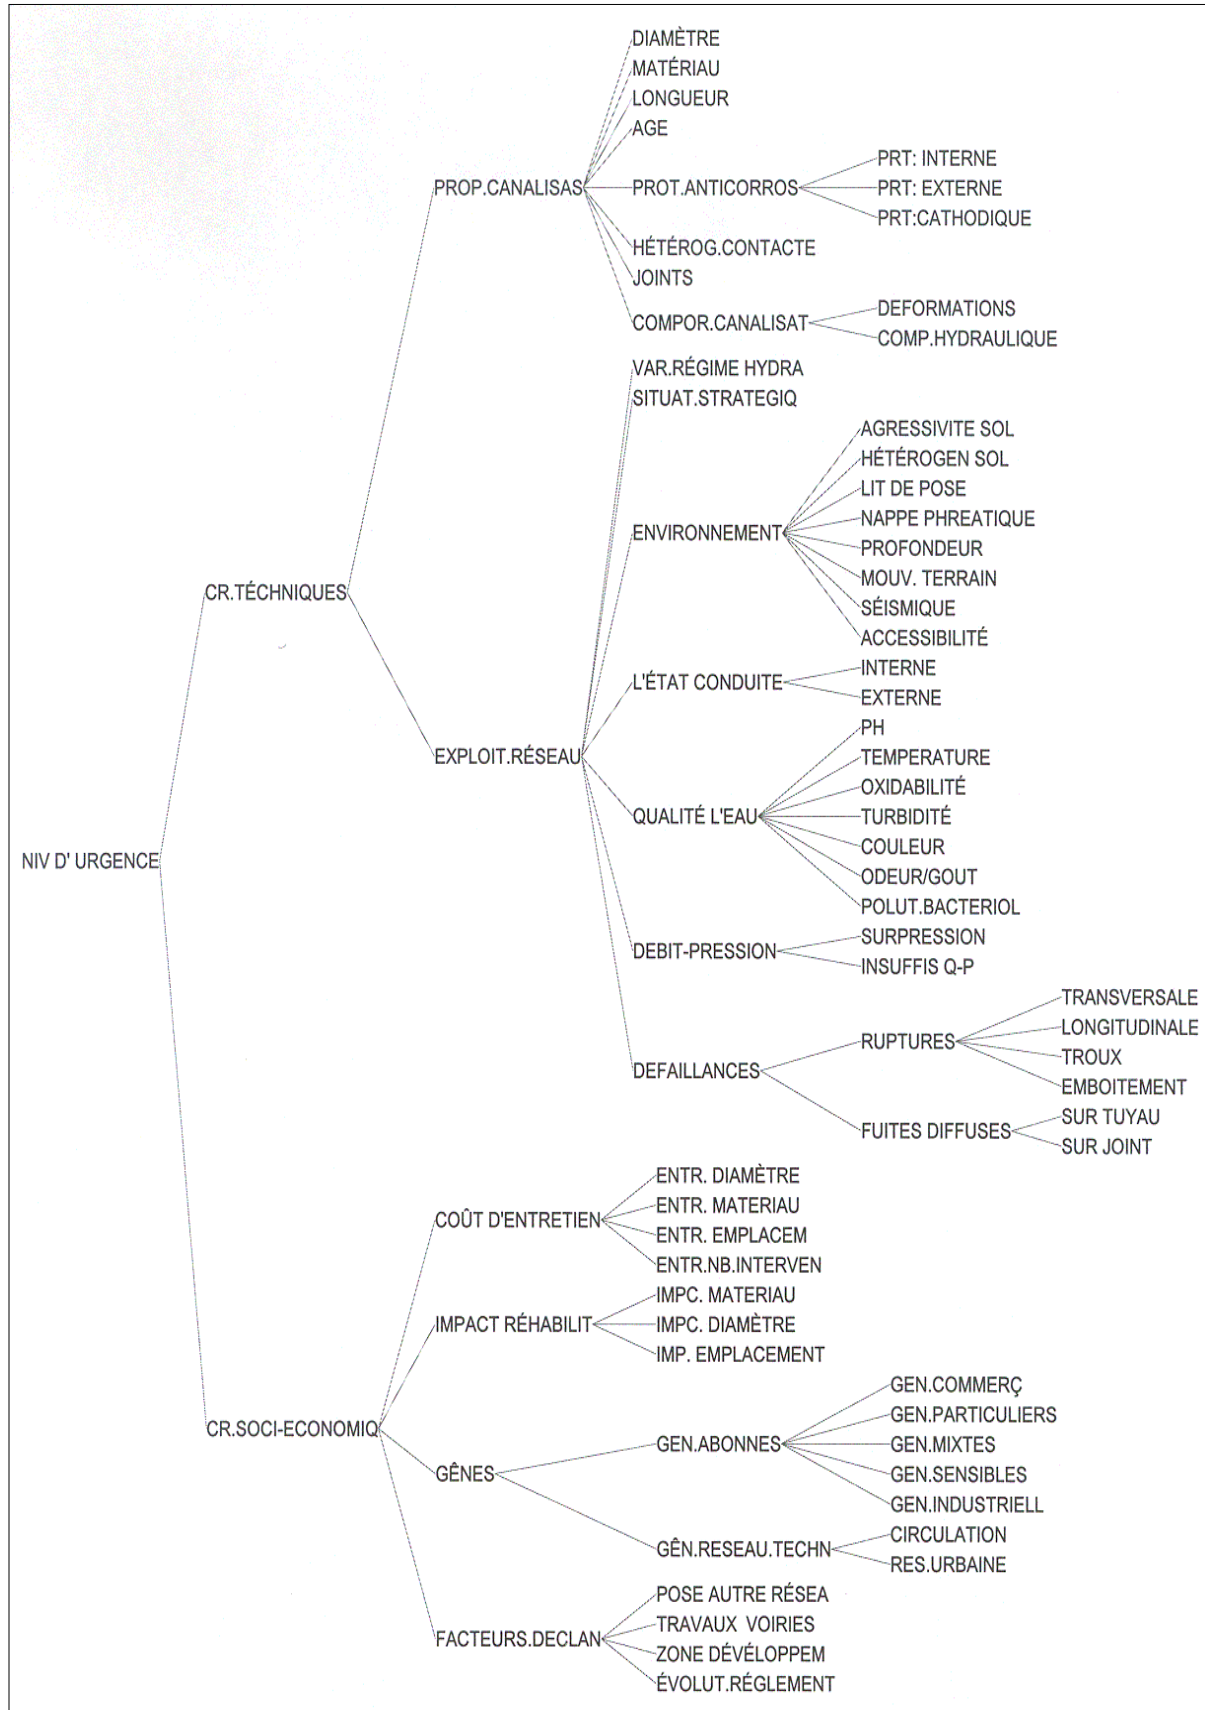 DIAMÈTRE
MATÉRIAU
LONGUEUR
AGE
PRT: INTERNE
PROP.CANALISAS
PROT.ANTICORROS
PRT: EXTERNE
PRT:CATHODIQUE
HÉTÉROG.CONTACTE
JOINTS
DEFORMATIONS
COMPOR.CANALISAT
COMP.HYDRAULIQUE
VAR.RÉGIME HYDRA
SITUAT.STRATEGIQ
AGRESSIVITE SOL
HÉTÉROGEN SOL
LIT DE POSE
NAPPE PHREATIQUE
ENVIRONNEMENT
PROFONDEUR
MOUV. TERRAIN
CR.TÉCHNIQUES
SÉISMIQUE
ACCESSIBILITÉ
INTERNE
L'ÉTAT CONDUITE
EXTERNE
PH
EXPLOIT.RÉSEAU
TEMPERATURE
OXIDABILITÉ
QUALITÉ L'EAU
TURBIDITÉ
COULEUR
NIV D' URGENCE
ODEUR/GOUT
POLUT.BACTERIOL
SURPRESSION
DEBIT-PRESSION
INSUFFIS Q-P
TRANSVERSALE
LONGITUDINALE
RUPTURES
TROUX
DEFAILLANCES
EMBOITEMENT
SUR TUYAU
FUITES DIFFUSES
SUR JOINT
ENTR. DIAMÈTRE
ENTR. MATERIAU
COÛT D'ENTRETIEN
ENTR. EMPLACEM
ENTR.NB.INTERVEN
IMPC. MATERIAU
IMPACT RÉHABILIT
IMPC. DIAMÈTRE
IMP. EMPLACEMENT
GEN.COMMERÇ
GEN.PARTICULIERS
CR.SOCI-ECONOMIQ
GEN.ABONNES
GEN.MIXTES
GÊNES
GEN.SENSIBLES
GEN.INDUSTRIELL
CIRCULATION
GÊN.RESEAU.TECHN
RES.URBAINE
POSE AUTRE RÉSEA
TRAVAUX VOIRIES
FACTEURS.DECLAN
ZONE DÉVÉLOPPEM
ÉVOLUT.RÉGLEMENT